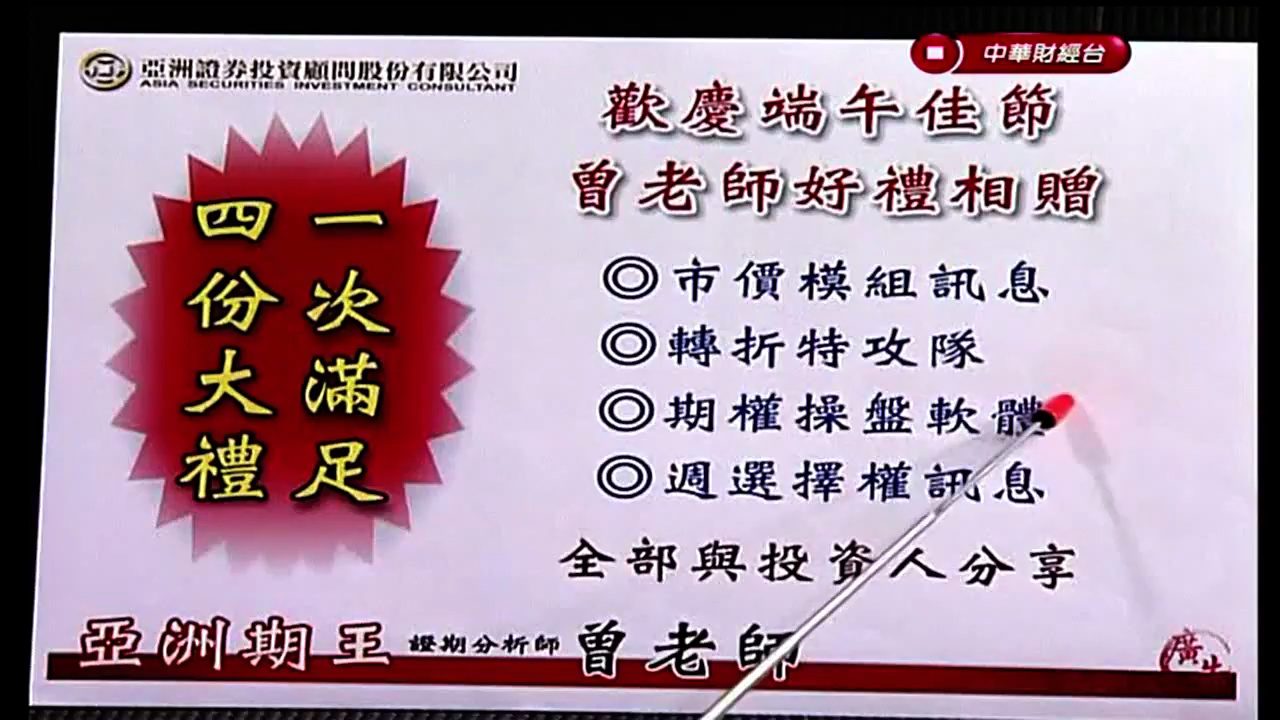 中華財經台
亞洲證券投資顧問股份有限公司
ASIA SECURITIES INVESTMENT CONSULTANT
歡慶端午佳節
曾老師好禮相贈
一次滿足
四份大禮
◎市價模組訊息
◎轉折特攻隊
◎期權操盤軟體
◎週選擇權訊息
全部與投資人分享
亞洲期王 證期分析師 曾老師
廣告